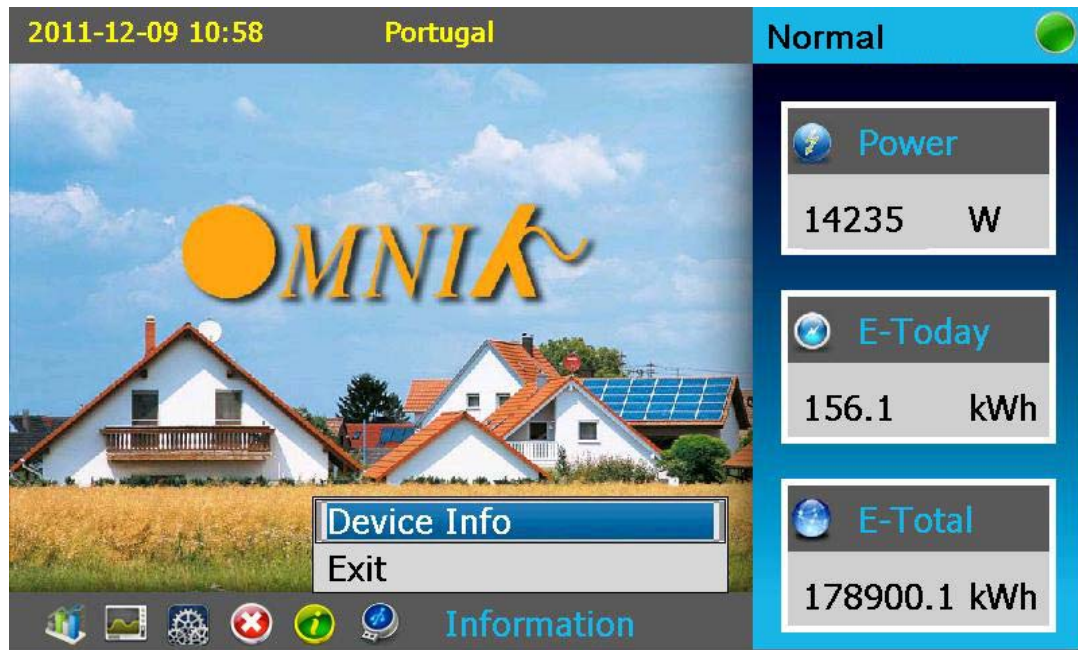 2011-12-09 10:58 Portugal
Normal
OMNIK
Power
14235 W
E-Today
156.1 kWh
E-Total
178900.1 kWh
Device Info
Exit
Information